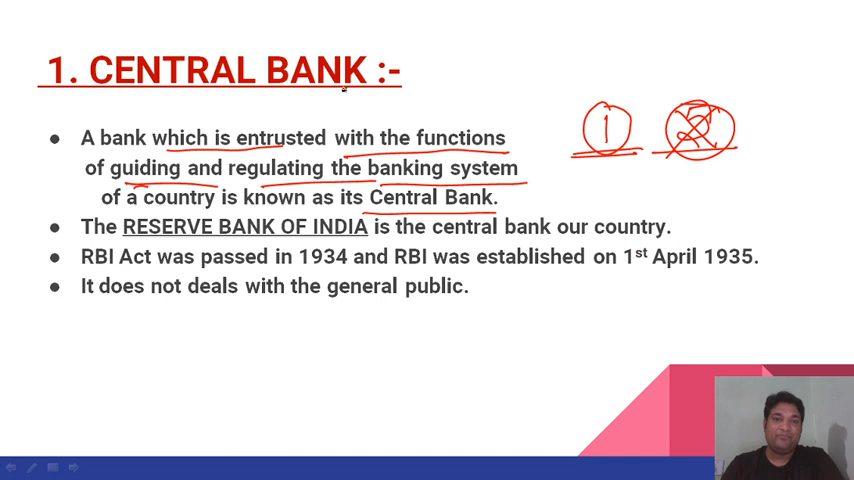 1. CENTRAL BANK :-
● A bank which is entrusted with the functions
of guiding and regulating the banking system
of a country is known as its Central Bank.
● The RESERVE BANK OF INDIA is the central bank our country.
● RBI Act was passed in 1934 and RBI was established on 1st April 1935.
● It does not deals with the general public.
1
2